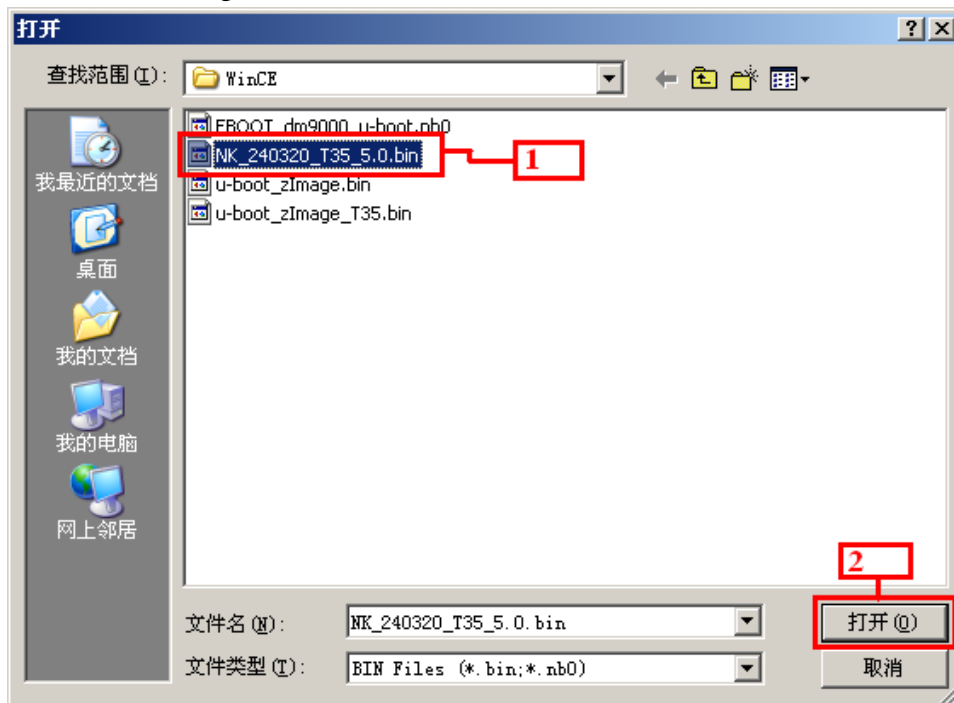 打开
查找范围(I):
WinCE
EBOOT_dm9000_u-boot.nb0
NK_240320_T35_5.0.bin
1
u-boot_zImage.bin
u-boot_zImage_T35.bin
我最近的文档
桌面
我的文档
我的电脑
网上邻居
2
文件名(N):
NK_240320_T35_5.0.bin
打开(O)
文件类型(T):
BIN Files (*.bin;*.nb0)
取消